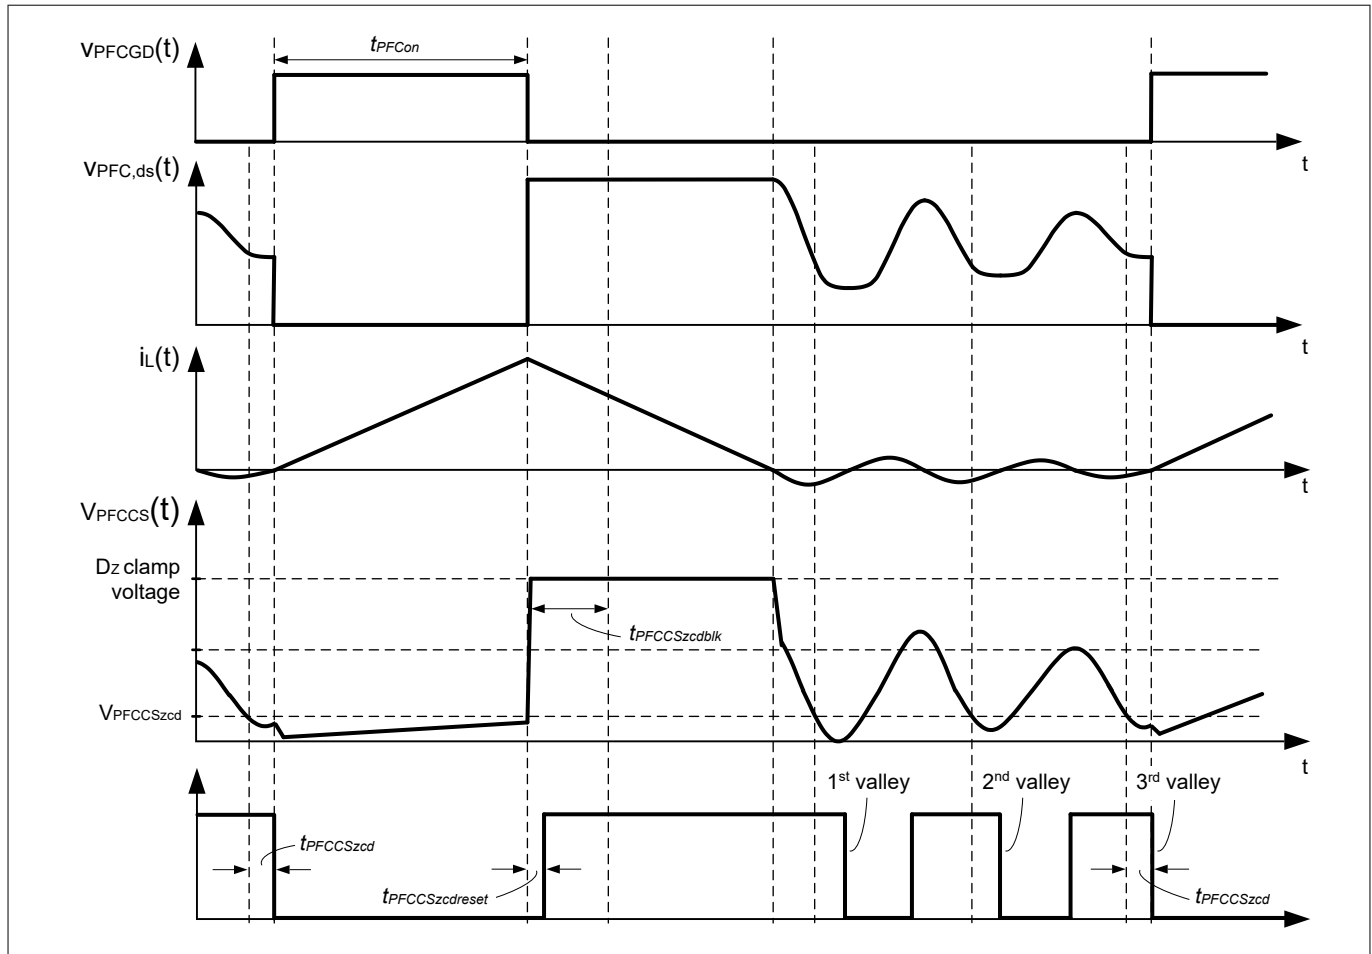 vPFCGD(t)
tPFCon
t
vPFC,ds(t)
t
iL(t)
t
VPFCCS(t)
Dz clamp
voltage
tPFCCSzcdblk
VPFCCSzcd
t
1st valley
2nd valley
3rd valley
tPFCCSzcd
tPFCCSzcdreset
tPFCCSzcd